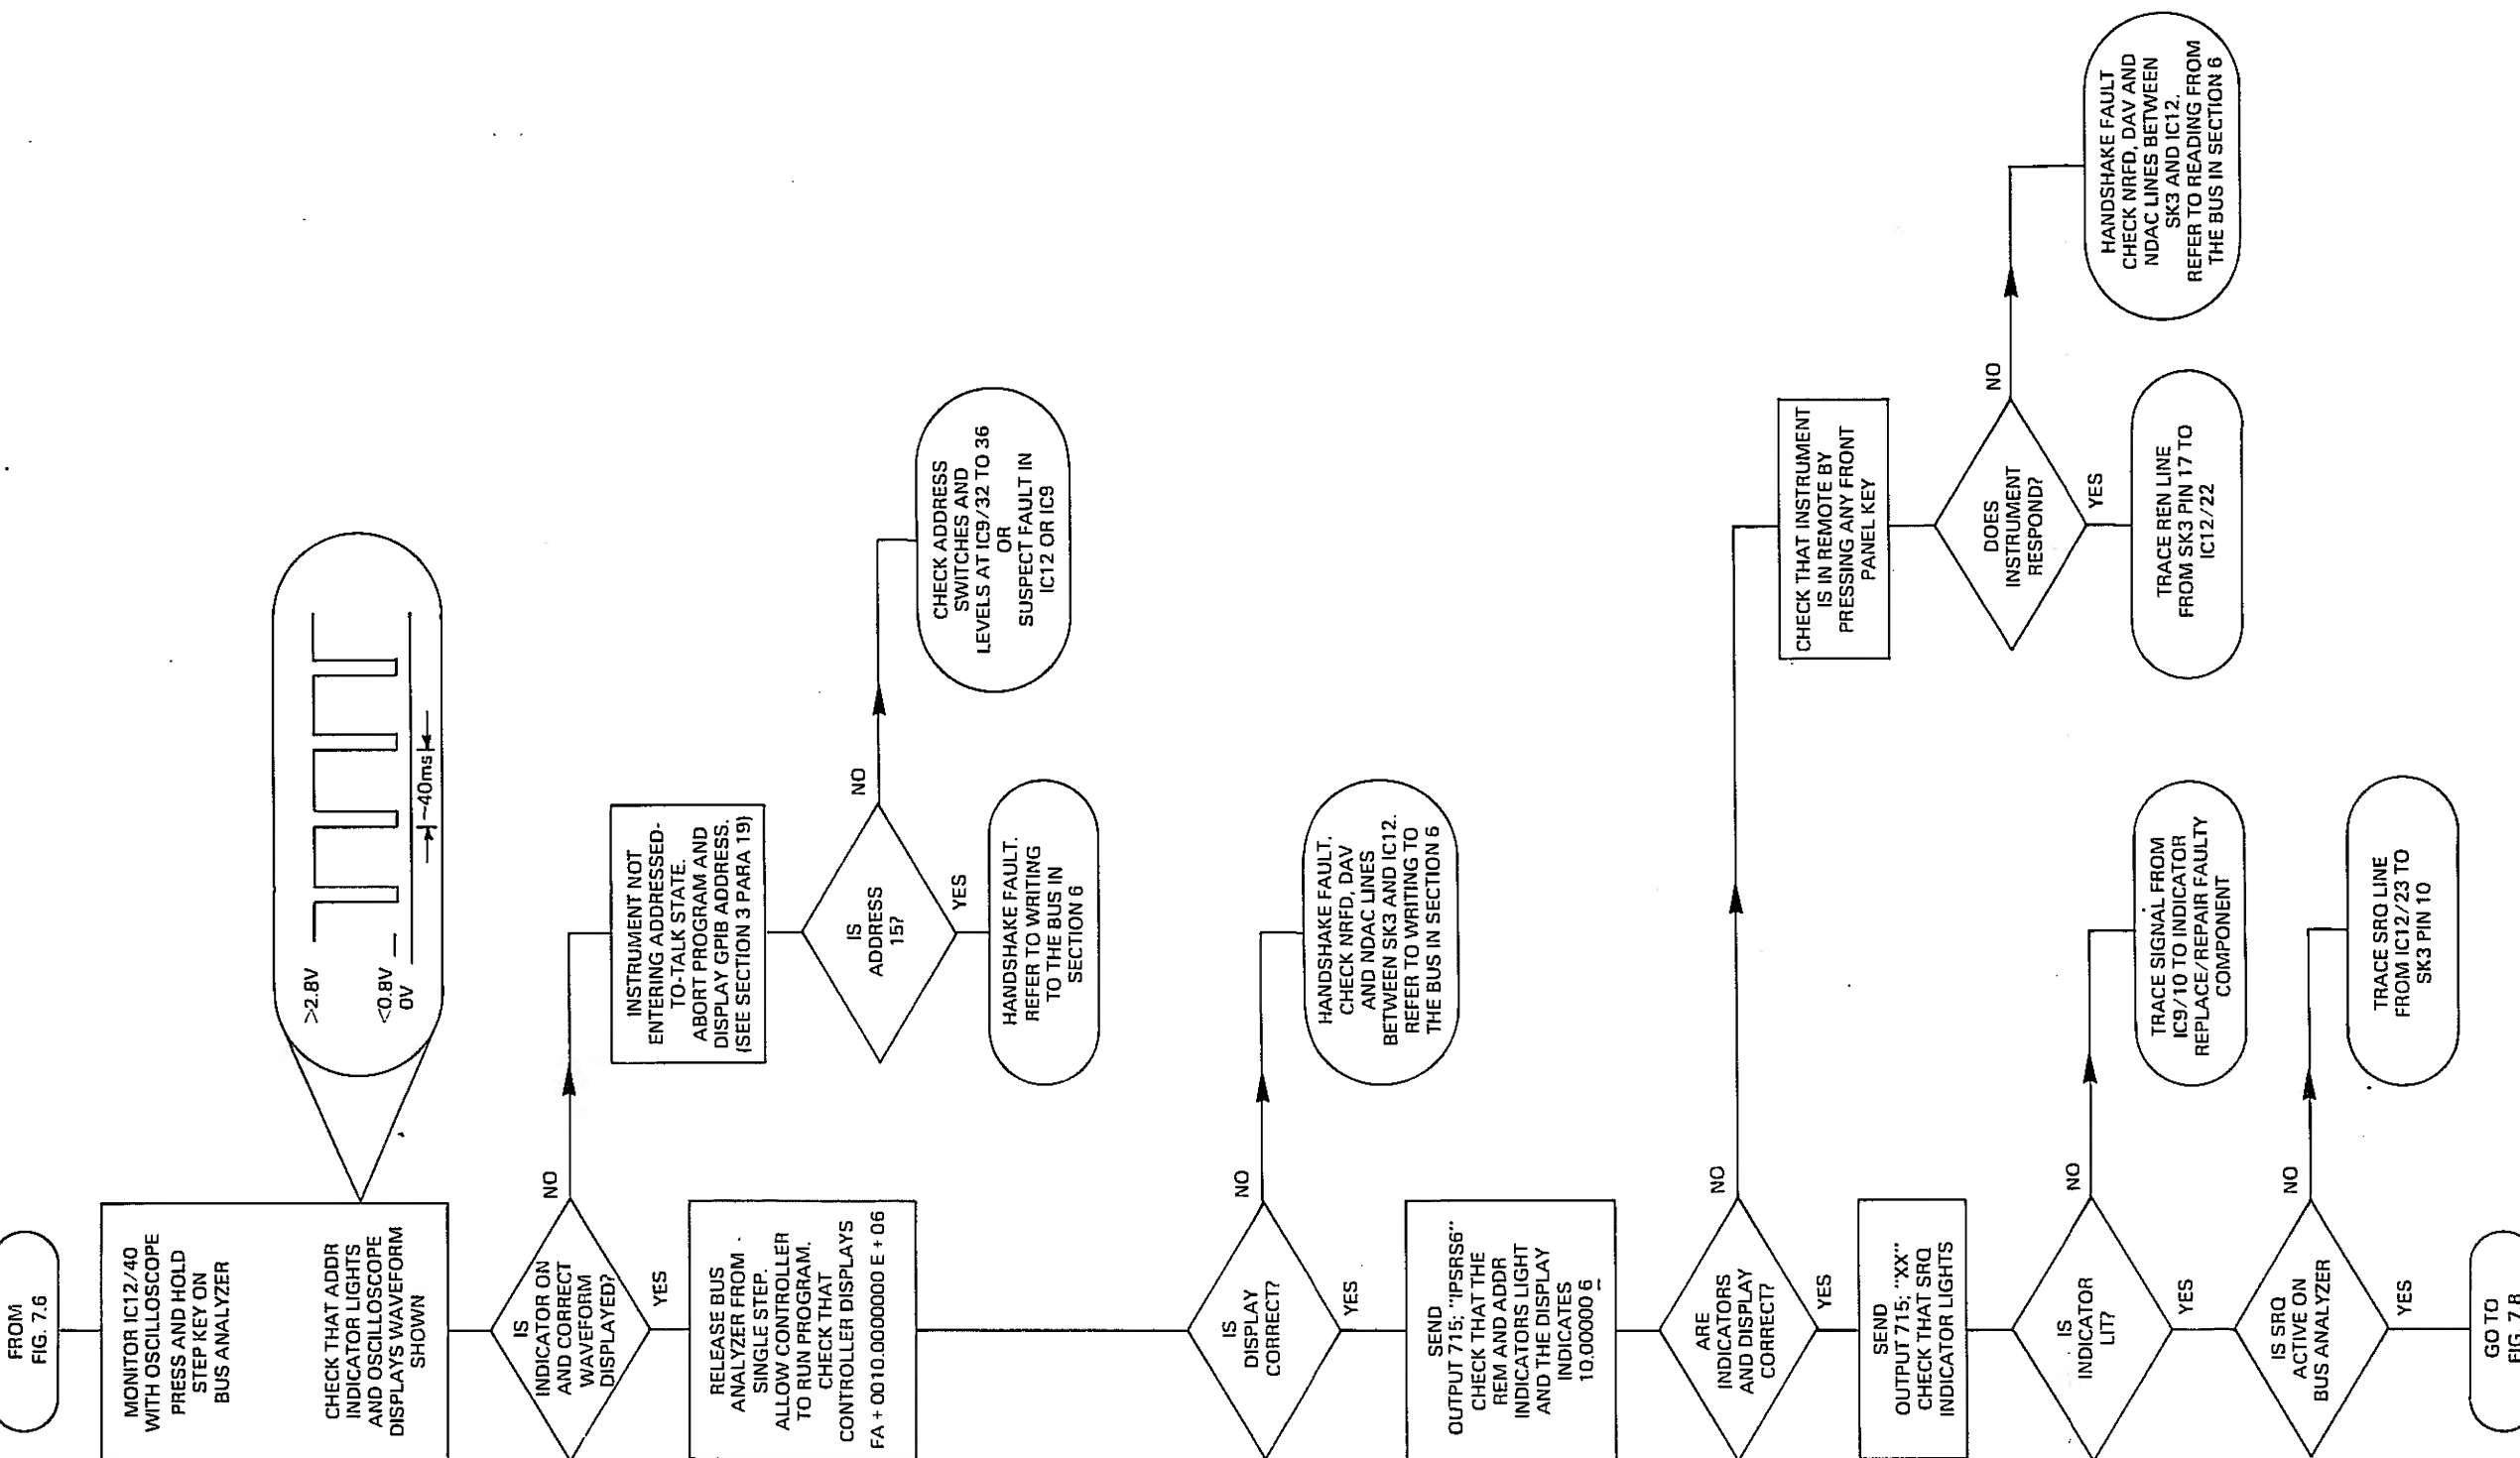 FROM
FIG. 7.6
MONITOR IC12/40
WITH OSCILLOSCOPE
PRESS AND HOLD
STEP KEY ON
BUS ANALYZER
CHECK THAT ADDR
INDICATOR LIGHTS
AND OSCILLOSCOPE
DISPLAYS WAVEFORM
SHOWN
>2.8V
<0.8V
0V
~40ms
IS
INDICATOR ON
AND CORRECT
WAVEFORM
DISPLAYED?
NO
YES
INSTRUMENT NOT
ENTERING ADDRESSED-
TO-TALK STATE.
ABORT PROGRAM AND
DISPLAY GPIB ADDRESS.
(SEE SECTION 3 PARA 19)
IS
ADDRESS
15?
NO
YES
CHECK ADDRESS
SWITCHES AND
LEVELS AT IC9/32 TO 36
OR
SUSPECT FAULT IN
IC12 OR IC9
HANDSHAKE FAULT.
REFER TO WRITING
TO THE BUS IN
SECTION 6
RELEASE BUS
ANALYZER FROM
SINGLE STEP.
ALLOW CONTROLLER
TO RUN PROGRAM.
CHECK THAT
CONTROLLER DISPLAYS
FA + 0010.0000000 E + 06
IS
DISPLAY
CORRECT?
NO
YES
HANDSHAKE FAULT.
CHECK NRFD, DAV
AND NDAC LINES
BETWEEN SK3 AND IC12.
REFER TO WRITING TO
THE BUS IN SECTION 6
SEND
OUTPUT 715; "IPSRS6"
CHECK THAT THE
REM AND ADDR
INDICATORS LIGHT
AND THE DISPLAY
INDICATES
10.00000 6
ARE
INDICATORS
AND DISPLAY
CORRECT?
NO
YES
CHECK THAT INSTRUMENT
IS IN REMOTE BY
PRESSING ANY FRONT
PANEL KEY
DOES
INSTRUMENT
RESPOND?
NO
YES
HANDSHAKE FAULT
CHECK NRFD, DAV AND
NDAC LINES BETWEEN
SK3 AND IC12.
REFER TO READING FROM
THE BUS IN SECTION 6
TRACE REN LINE
FROM SK3 PIN 17 TO
IC12/22
SEND
OUTPUT 715; "XX"
CHECK THAT SRQ
INDICATOR LIGHTS
IS
INDICATOR
LIT?
NO
YES
TRACE SIGNAL FROM
IC9/10 TO INDICATOR
REPLACE/REPAIR FAULTY
COMPONENT
IS SRQ
ACTIVE ON
BUS ANALYZER
NO
YES
TRACE SRQ LINE
FROM IC12/23 TO
SK3 PIN 10
GO TO
FIG. 7.8